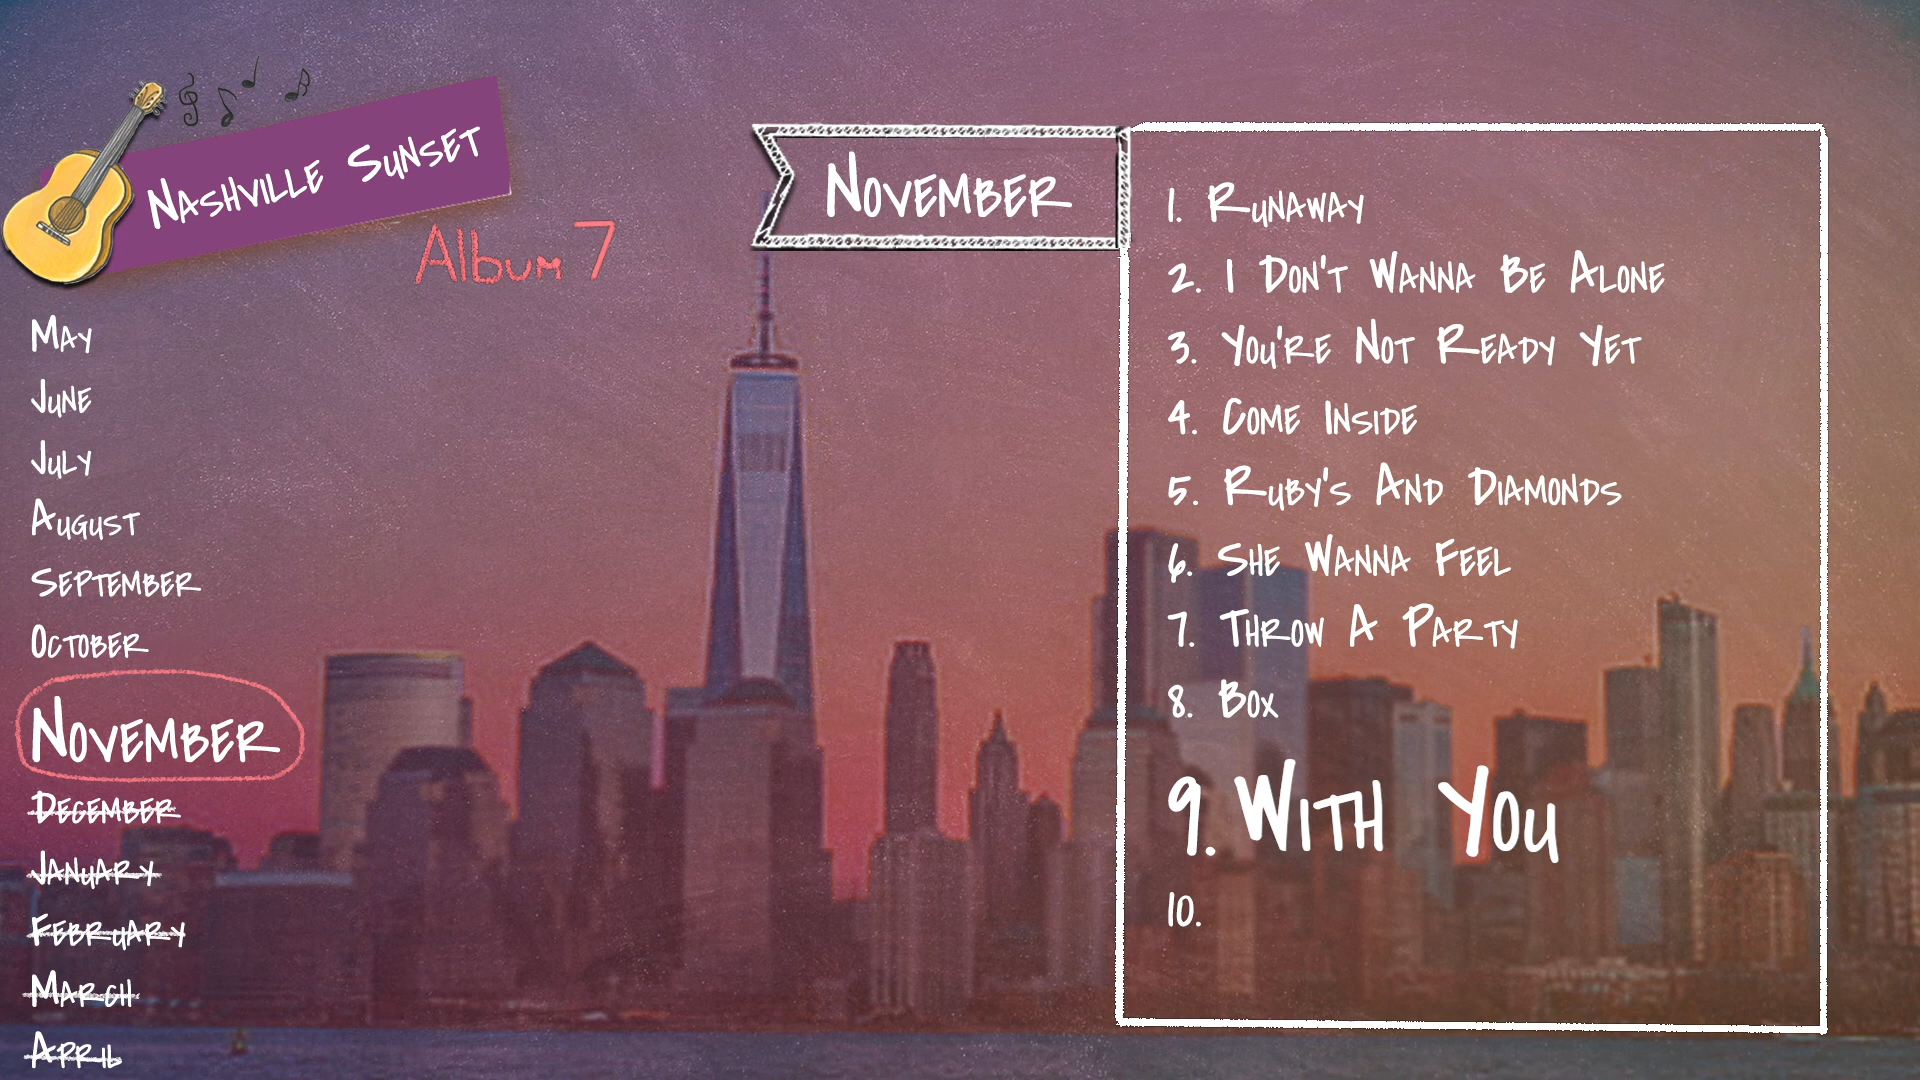 Nashville Sunset
Album 7
May
June
July
August
September
October
November
December
January
February
March
April
November
1. Runaway
2. I Don't Wanna Be Alone
3. You're Not Ready Yet
4. Come Inside
5. Ruby's And Diamonds
6. She Wanna Feel
7. Throw A Party
8. Box
9. With You
10.